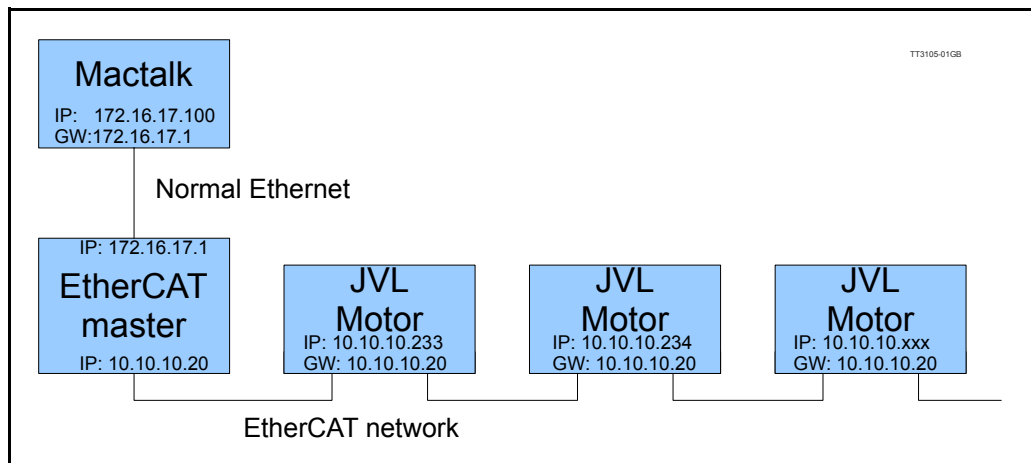 TT3105-01GB
Mactalk
IP: 172.16.17.100
GW:172.16.17.1
Normal Ethernet
IP: 172.16.17.1
EtherCAT
master
IP: 10.10.10.20
JVL
Motor
IP: 10.10.10.233
GW: 10.10.10.20
JVL
Motor
IP: 10.10.10.234
GW: 10.10.10.20
JVL
Motor
IP: 10.10.10.xxx
GW: 10.10.10.20
EtherCAT network